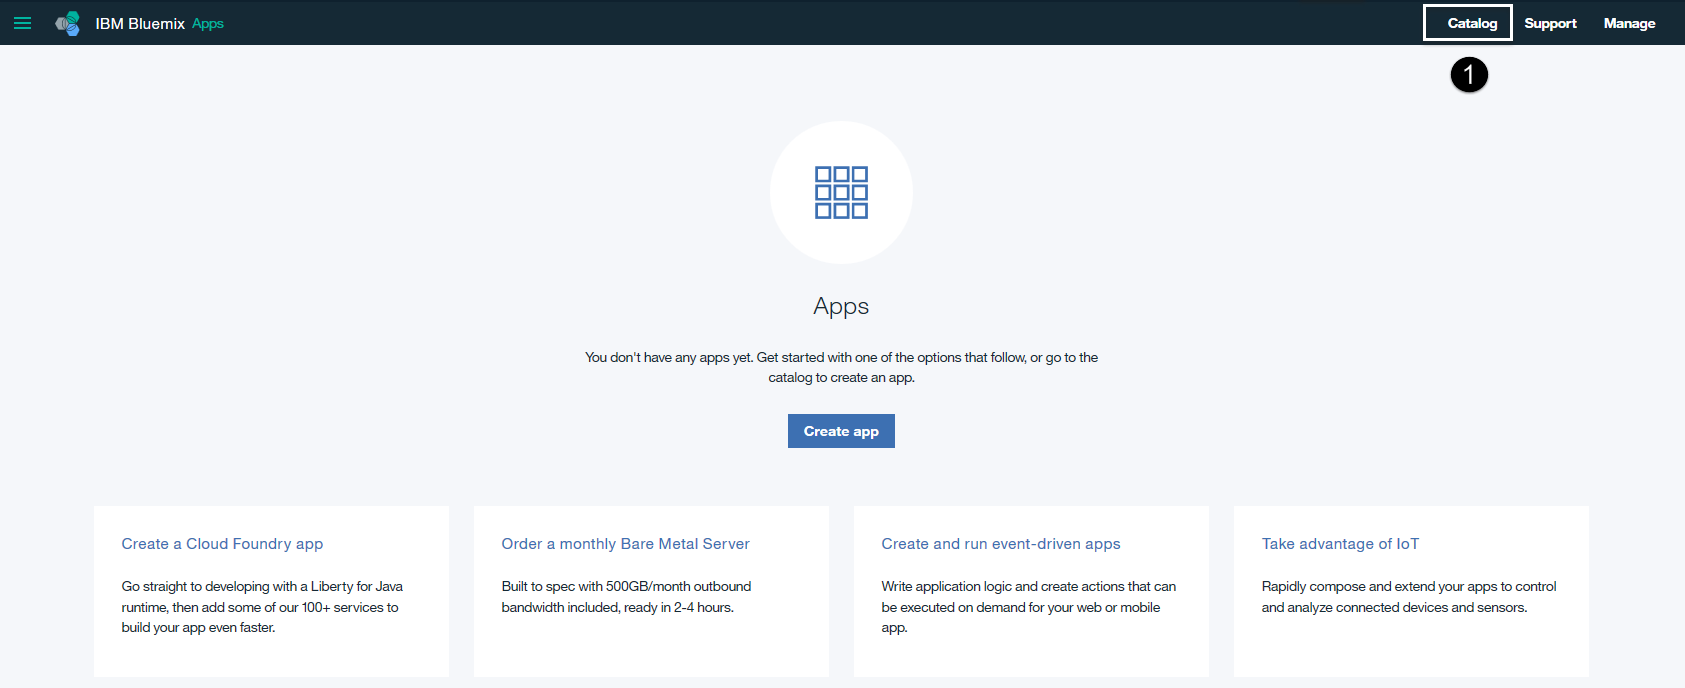 IBM Bluemix Apps Catalog Support Manage
1
Apps
You don't have any apps yet. Get started with one of the options that follow, or go to the
catalog to create an app.
Create app
Create a Cloud Foundry app
Go straight to developing with a Liberty for Java
runtime, then add some of our 100+ services to
build your app even faster.
Order a monthly Bare Metal Server
Built to spec with 500GB/month outbound
bandwidth included, ready in 2-4 hours.
Create and run event-driven apps
Write application logic and create actions that can
be executed on demand for your web or mobile
app.
Take advantage of IoT
Rapidly compose and extend your apps to control
and analyze connected devices and sensors.